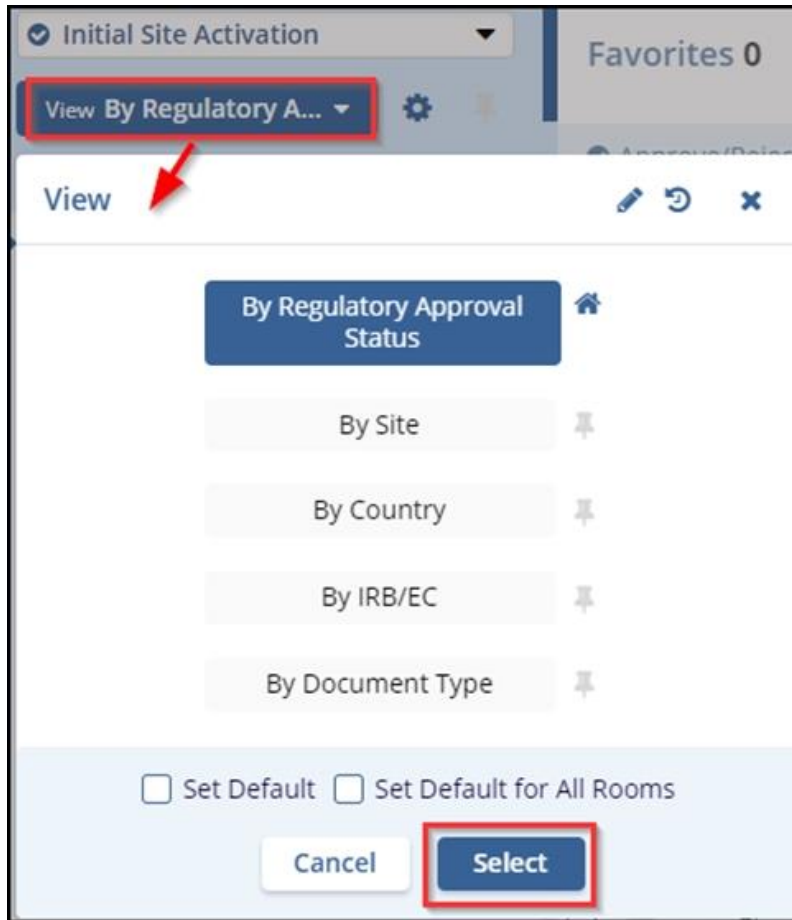 Initial Site Activation
Favorites 0
View By Regulatory A...
View
By Regulatory Approval
Status
By Site
By Country
By IRB/EC
By Document Type
Set Default Set Default for All Rooms
Cancel Select